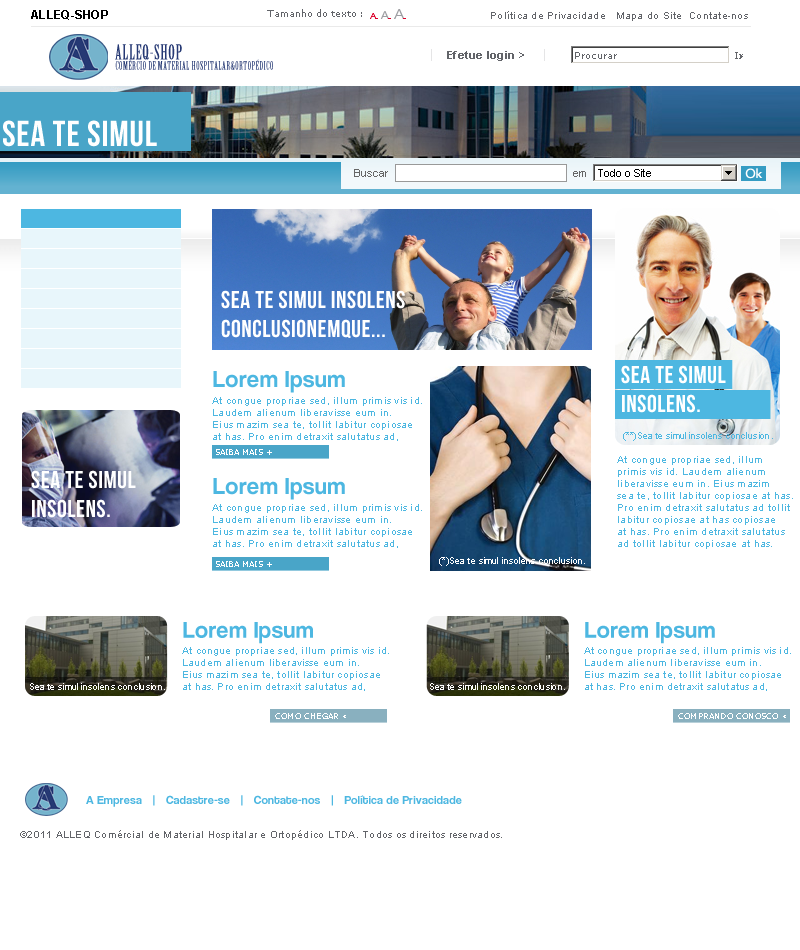 ALLEQ-SHOP
Tamanho do texto : A A A
Política de Privacidade Mapa do Site Contate-nos
ALLEQ-SHOP
COMÉRCIO DE MATERIAL HOSPITALAR&ORTOPÉDICO
Efetue login >
Procurar
Ir
SEA TE SIMUL
Buscar em Todo o Site Ok
SEA TE SIMUL INSOLENS
CONCLUSIONEMQUE...
SEA TE SIMUL
INSOLENS.
(**)Sea te simul insolens conclusion.
At congue propriae sed, illum
primis vis id. Laudem alienum
liberavisse eum in. Eius mazim
sea te, tollit labitur copiosae at has.
Pro enim detraxit salutatus ad tollit
labitur copiosae at has copiosae
at has. Pro enim detraxit salutatus
ad tollit labitur copiosae at has.
SEA TE SIMUL
INSOLENS.
Lorem Ipsum
At congue propriae sed, illum primis vis id.
Laudem alienum liberavisse eum in.
Eius mazim sea te, tollit labitur copiosae
at has. Pro enim detraxit salutatus ad,
SAIBA MAIS +
Lorem Ipsum
At congue propriae sed, illum primis vis id.
Laudem alienum liberavisse eum in.
Eius mazim sea te, tollit labitur copiosae
at has. Pro enim detraxit salutatus ad,
SAIBA MAIS +
(*)Sea te simul insolens conclusion.
Sea te simul insolens conclusion.
Lorem Ipsum
At congue propriae sed, illum primis vis id.
Laudem alienum liberavisse eum in.
Eius mazim sea te, tollit labitur copiosae
at has. Pro enim detraxit salutatus ad,
COMO CHEGAR «
Sea te simul insolens conclusion.
Lorem Ipsum
At congue propriae sed, illum primis vis id.
Laudem alienum liberavisse eum in.
Eius mazim sea te, tollit labitur copiosae
at has. Pro enim detraxit salutatus ad,
COMPRANDO CONOSCO «
A Empresa | Cadastre-se | Contate-nos | Política de Privacidade
©2011 ALLEQ Comércial de Material Hospitalar e Ortopédico LTDA. Todos os direitos reservados.